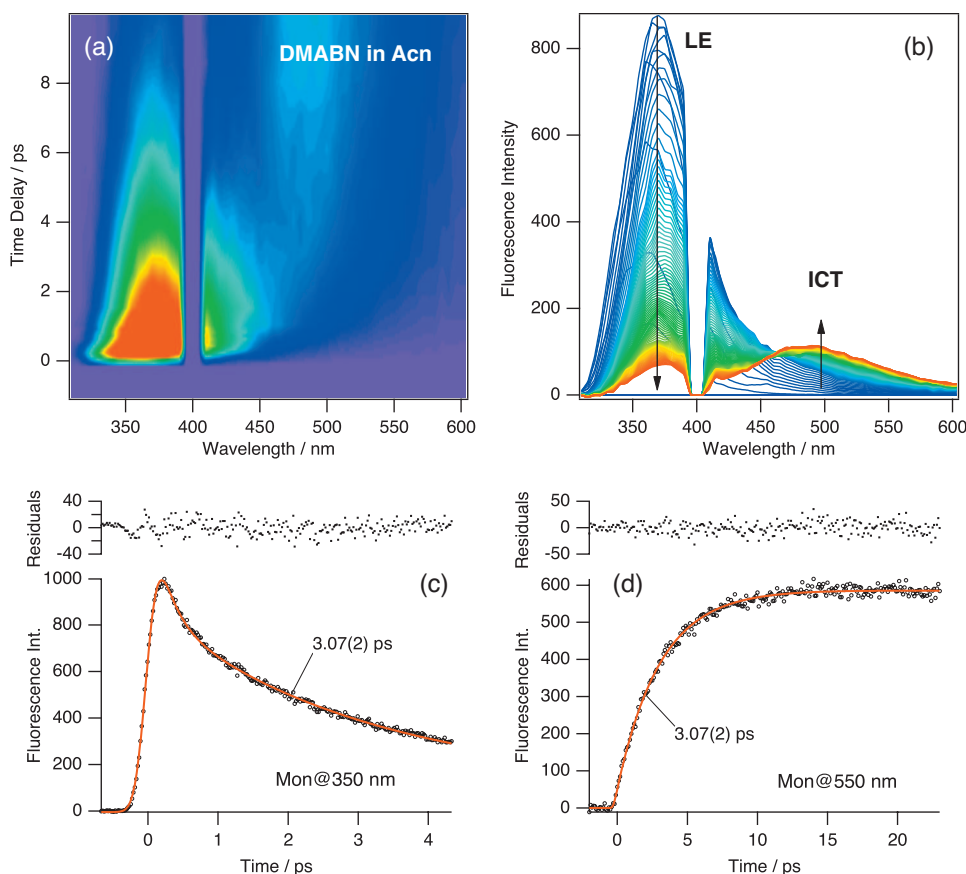 (a)
DMABN in Acn
Time Delay / ps
8
6
4
2
0
350
400
450
500
550
600
Wavelength / nm
(b)
LE
ICT
Fluorescence Intensity
800
600
400
200
0
350
400
450
500
550
600
Wavelength / nm
Residuals
40
0
-40
(c)
Fluorescence Int.
1000
800
600
400
200
0
3.07(2) ps
Mon@350 nm
0
1
2
3
4
Time / ps
Residuals
50
0
-50
(d)
Fluorescence Int.
600
500
400
300
200
100
0
3.07(2) ps
Mon@550 nm
0
5
10
15
20
Time / ps